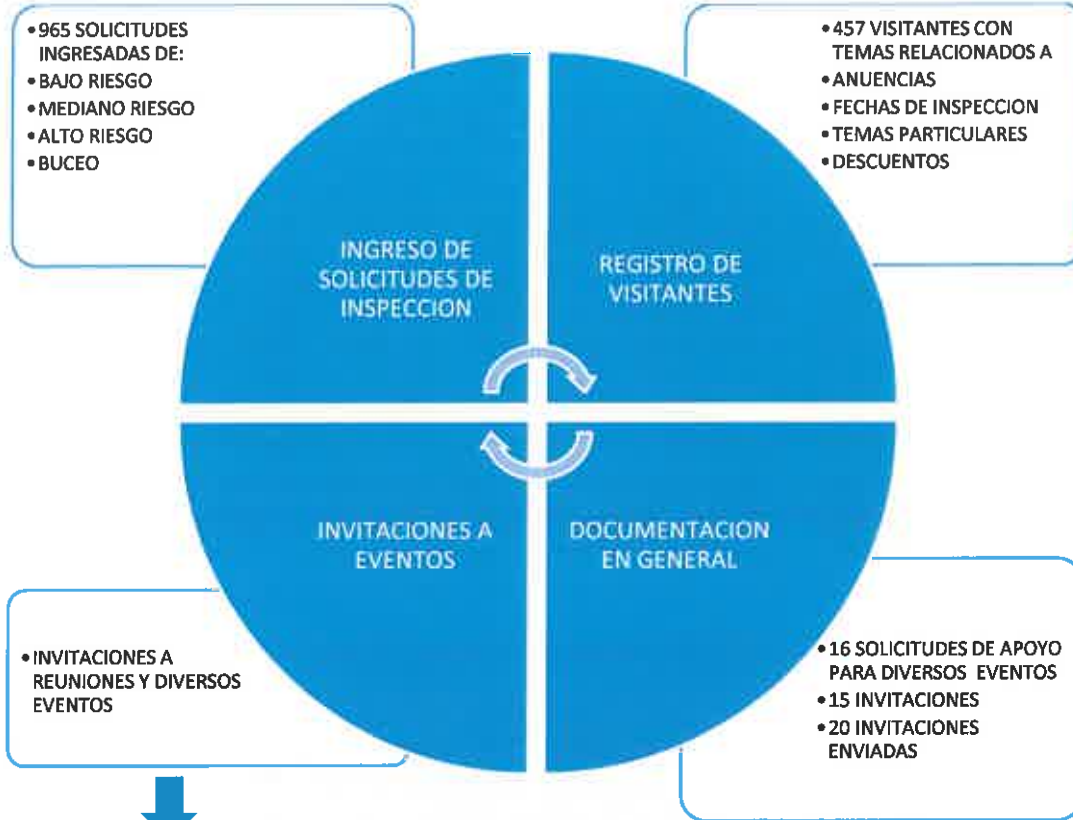 •965 SOLICITUDES
INGRESADAS DE:
•BAJO RIESGO
•MEDIANO RIESGO
•ALTO RIESGO
•BUCEO
•457 VISITANTES CON
TEMAS RELACIONADOS A
•ANUENCIAS
•FECHAS DE INSPECCION
•TEMAS PARTICULARES
•DESCUENTOS
INGRESO DE
SOLICITUDES DE
INSPECCION
REGISTRO DE
VISITANTES
INVITACIONES A
EVENTOS
DOCUMENTACION
EN GENERAL
•INVITACIONES A
REUNIONES Y DIVERSOS
EVENTOS
•16 SOLICITUDES DE APOYO
PARA DIVERSOS EVENTOS
•15 INVITACIONES
•20 INVITACIONES
ENVIADAS